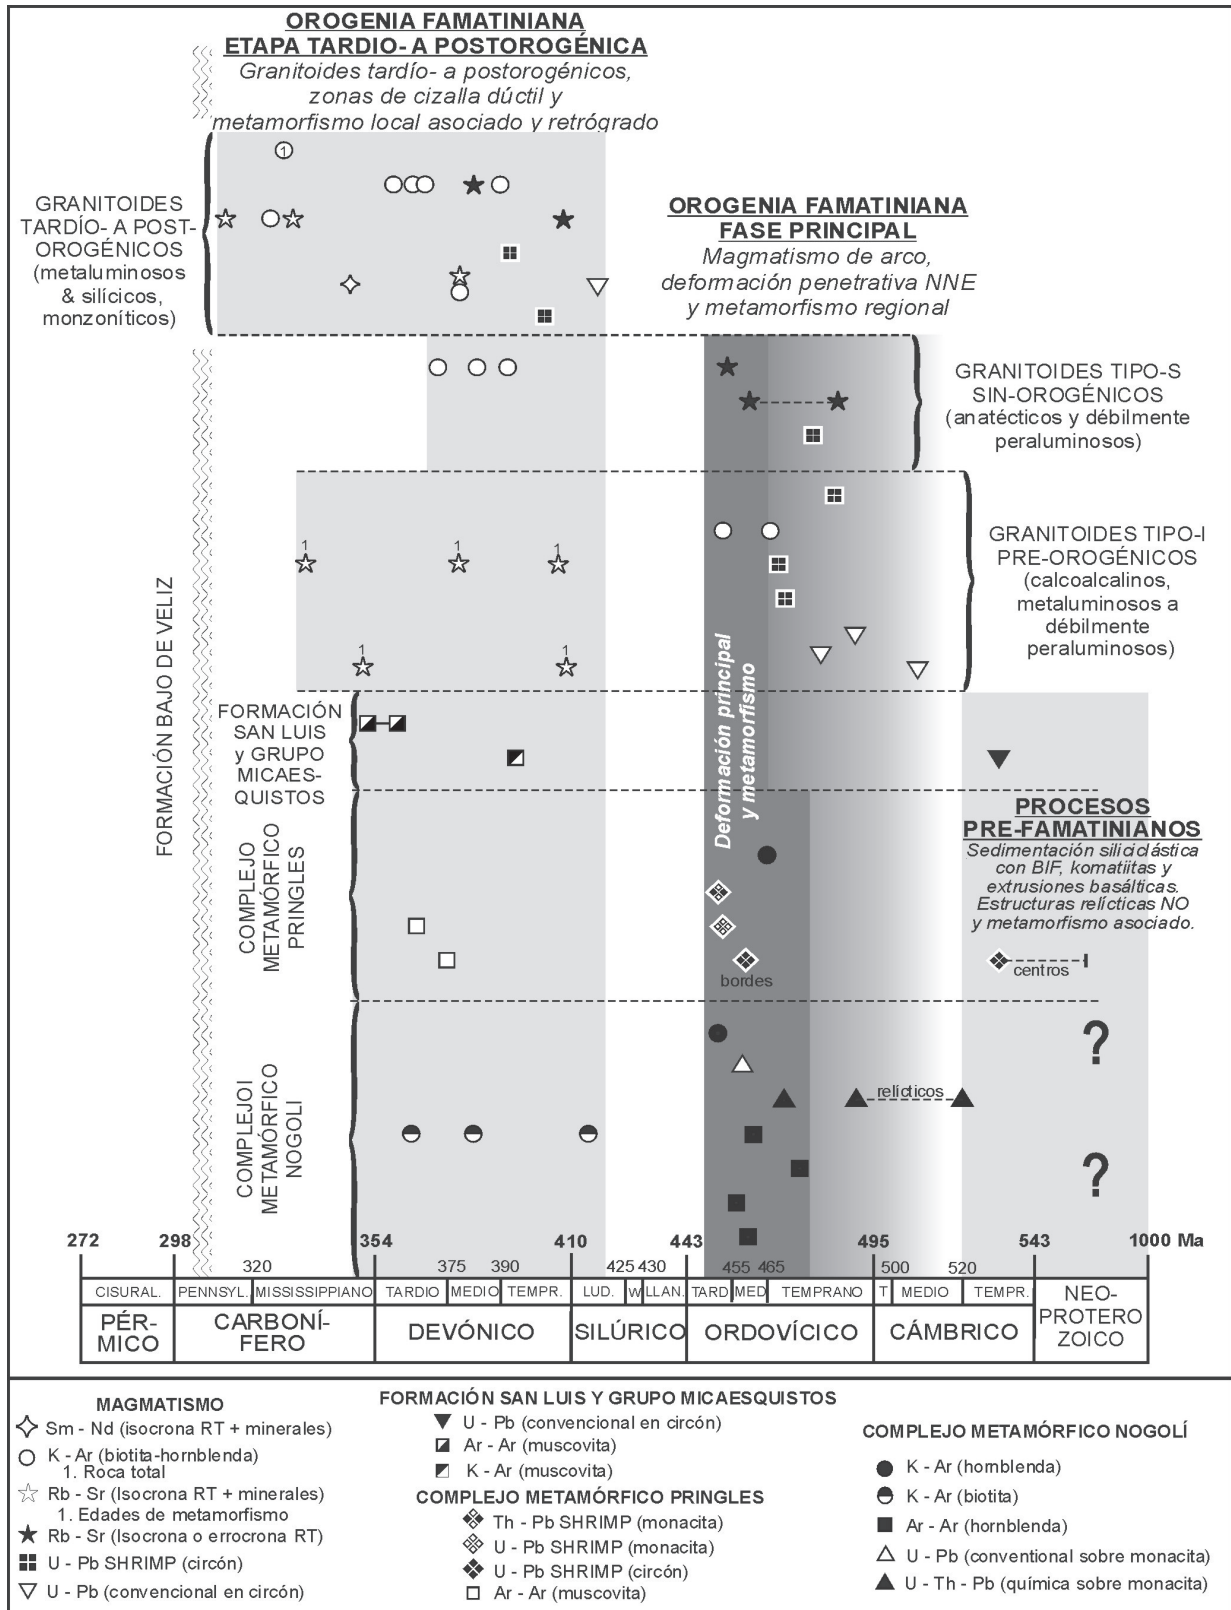 OROGENIA FAMATINIANA
ETAPA TARDIO- A POSTOROGÉNICA
Granitoides tardío- a postorogénicos,
zonas de cizalla dúctil y
metamorfismo local asociado y retrógrado
1
GRANITOIDES
TARDÍO- A POST-
OROGÉNICOS
(metaluminosos
& silícicos,
monzoníticos)
OROGENIA FAMATINIANA
FASE PRINCIPAL
Magmatismo de arco,
deformación penetrativa NNE
y metamorfismo regional
GRANITOIDES TIPO-S
SIN-OROGÉNICOS
(anatécticos y débilmente
peraluminosos)
GRANITOIDES TIPO-I
PRE-OROGÉNICOS
(calcoalcalinos,
metaluminosos a
débilmente
peraluminosos)
1
1
1
1
1
FORMACIÓN BAJO DE VELIZ
Deformación principal
y metamorfismo
FORMACIÓN
SAN LUIS
y GRUPO
MICAES-
QUISTOS
PROCESOS
PRE-FAMATINIANOS
Sedimentación siliciclástica
con BIF, komatiitas y
extrusiones basálticas.
Estructuras relícticas NO
y metamorfismo asociado.
COMPLEJO
METAMÓRFICO
PRINGLES
bordes
centros
COMPLEJOI
METAMÓRFICO
NOGOLI
?
relícticos
?
272 298 354 410 443 495 543 1000 Ma
320 375 390 425 430 455 465 500 520
CISURAL. PENNSYL. MISSISSIPPIANO TARDIO MEDIO TEMPR. LUD. W LLAN. TARD MED TEMPRANO T MEDIO TEMPR.
PÉR-
MICO
CARBONÍ-
FERO
DEVÓNICO
SILÚRICO
ORDOVÍCICO
CÁMBRICO
NEO-
PROTERO
ZOICO
MAGMATISMO
Sm - Nd (isocrona RT + minerales)
K - Ar (biotita-hornblenda)
1. Roca total
Rb - Sr (Isocrona RT + minerales)
1. Edades de metamorfismo
Rb - Sr (Isocrona o errocrona RT)
U - Pb SHRIMP (circón)
U - Pb (convencional en circón)
FORMACIÓN SAN LUIS Y GRUPO MICAESQUISTOS
U - Pb (convencional en circón)
Ar - Ar (muscovita)
K - Ar (muscovita)
COMPLEJO METAMÓRFICO PRINGLES
Th - Pb SHRIMP (monacita)
U - Pb SHRIMP (monacita)
U - Pb SHRIMP (circón)
Ar - Ar (muscovita)
COMPLEJO METAMÓRFICO NOGOLÍ
K - Ar (hornblenda)
K - Ar (biotita)
Ar - Ar (hornblenda)
U - Pb (conventional sobre monacita)
U - Th - Pb (química sobre monacita)